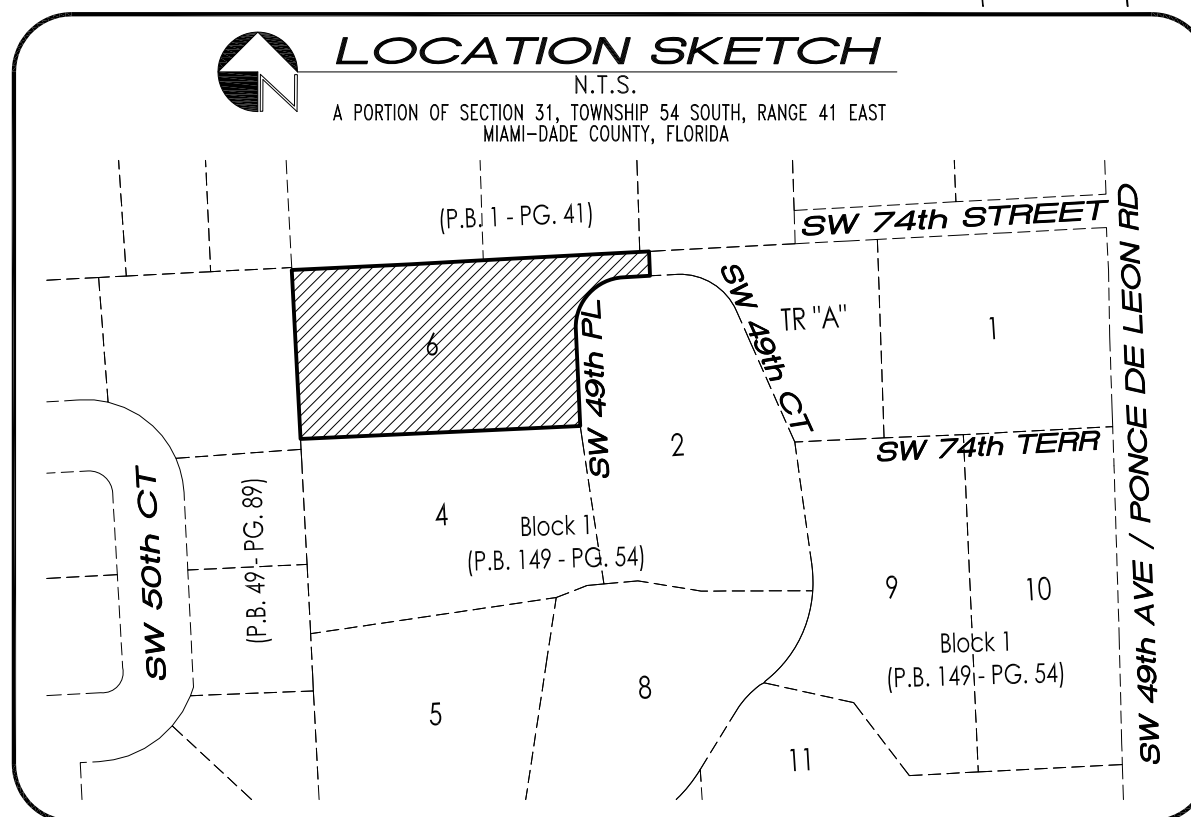 LOCATION SKETCH
N
N.T.S.
A PORTION OF SECTION 31, TOWNSHIP 54 SOUTH, RANGE 41 EAST
MIAMI-DADE COUNTY, FLORIDA
(P.B. 1 - PG. 41)
SW 74th STREET
SW 49th AVE / PONCE DE LEON RD
6
SW 49th PL
SW 49th CT
TR "A"
1
2
SW 74th TERR
SW 50th CT
(P.B. 49 - PG. 89)
4
Block 1
(P.B. 149 - PG. 54)
9
10
Block 1
(P.B. 149 - PG. 54)
5
8
11